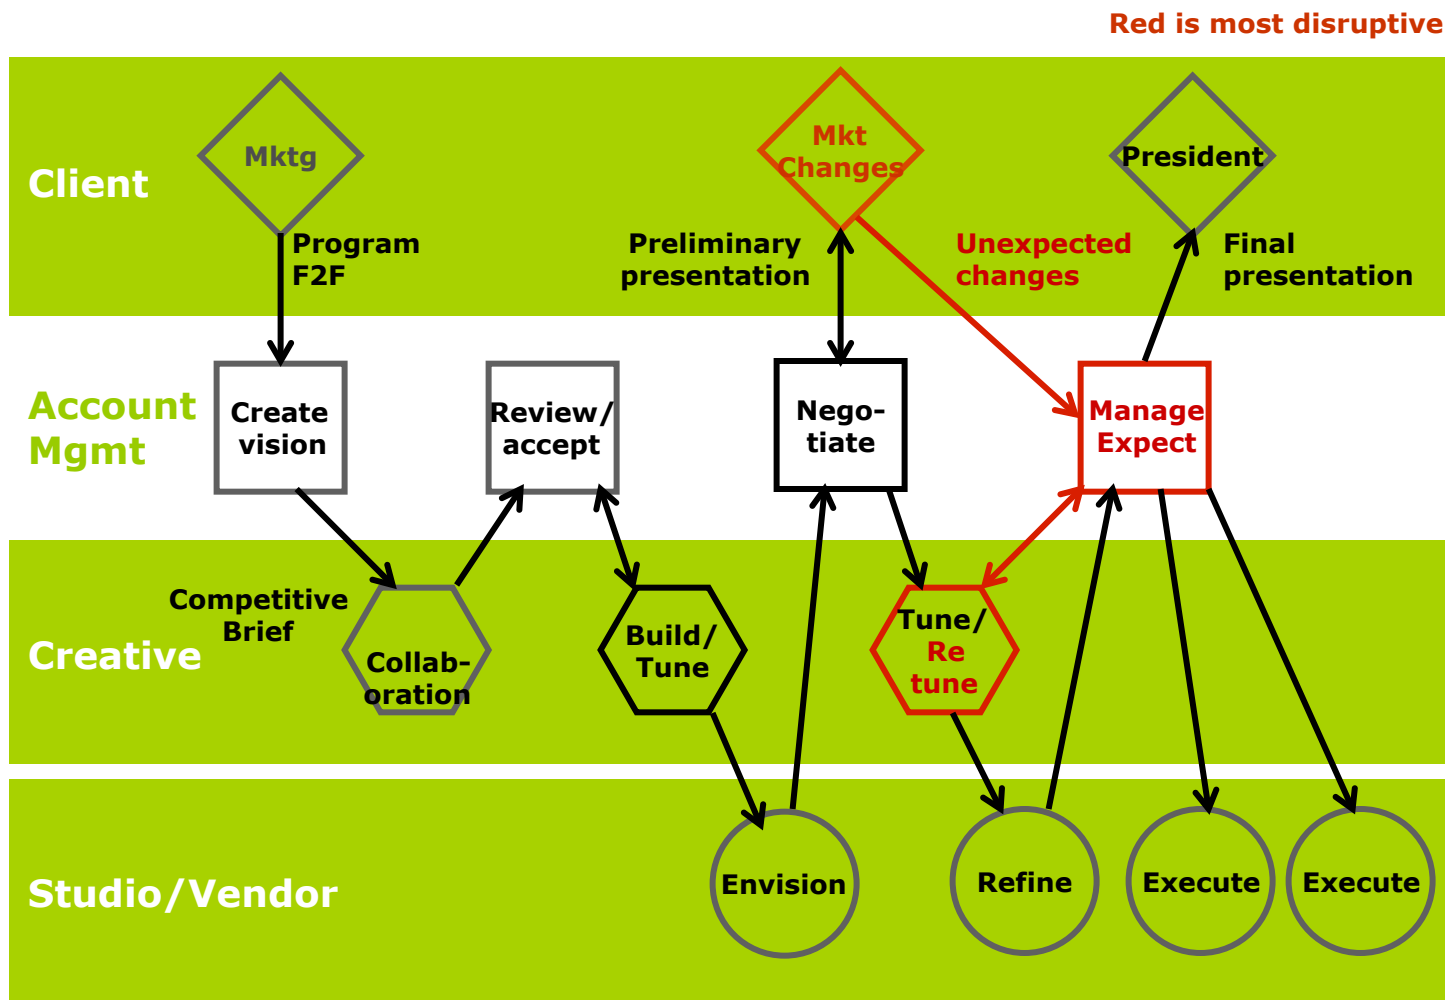 Red is most disruptive
Client
Mktg
Program
F2F
Mkt
Changes
Preliminary
presentation
Unexpected
changes
President
Final
presentation
Account
Mgmt
Create
vision
Review/
accept
Nego-
tiate
Manage
Expect
Creative
Competitive
Brief
Collab-
oration
Build/
Tune
Tune/
Re
tune
Studio/Vendor
Envision
Refine
Execute
Execute